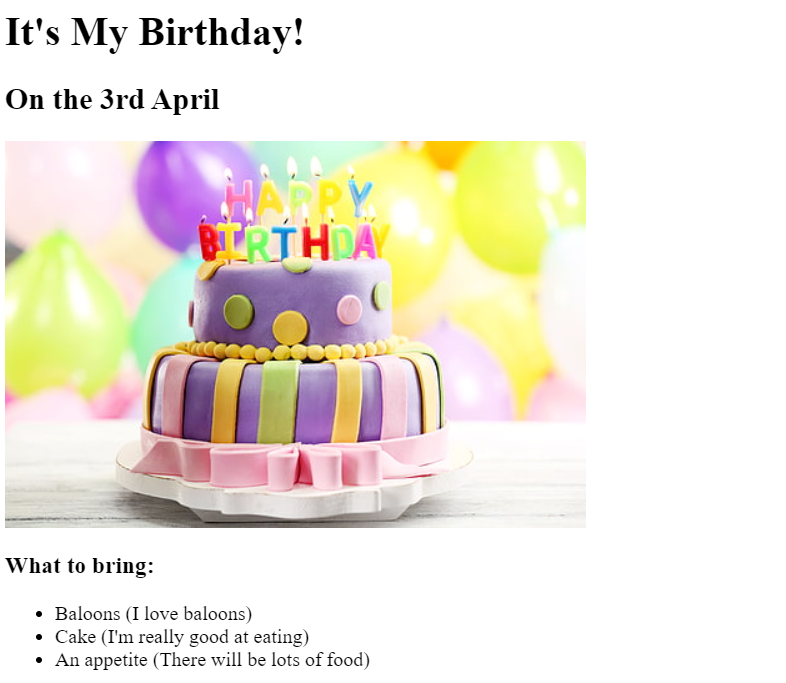 It's My Birthday!
On the 3rd April
HAPPY
BIRTHDAY
What to bring:
Baloons (I love baloons)
Cake (I'm really good at eating)
An appetite (There will be lots of food)